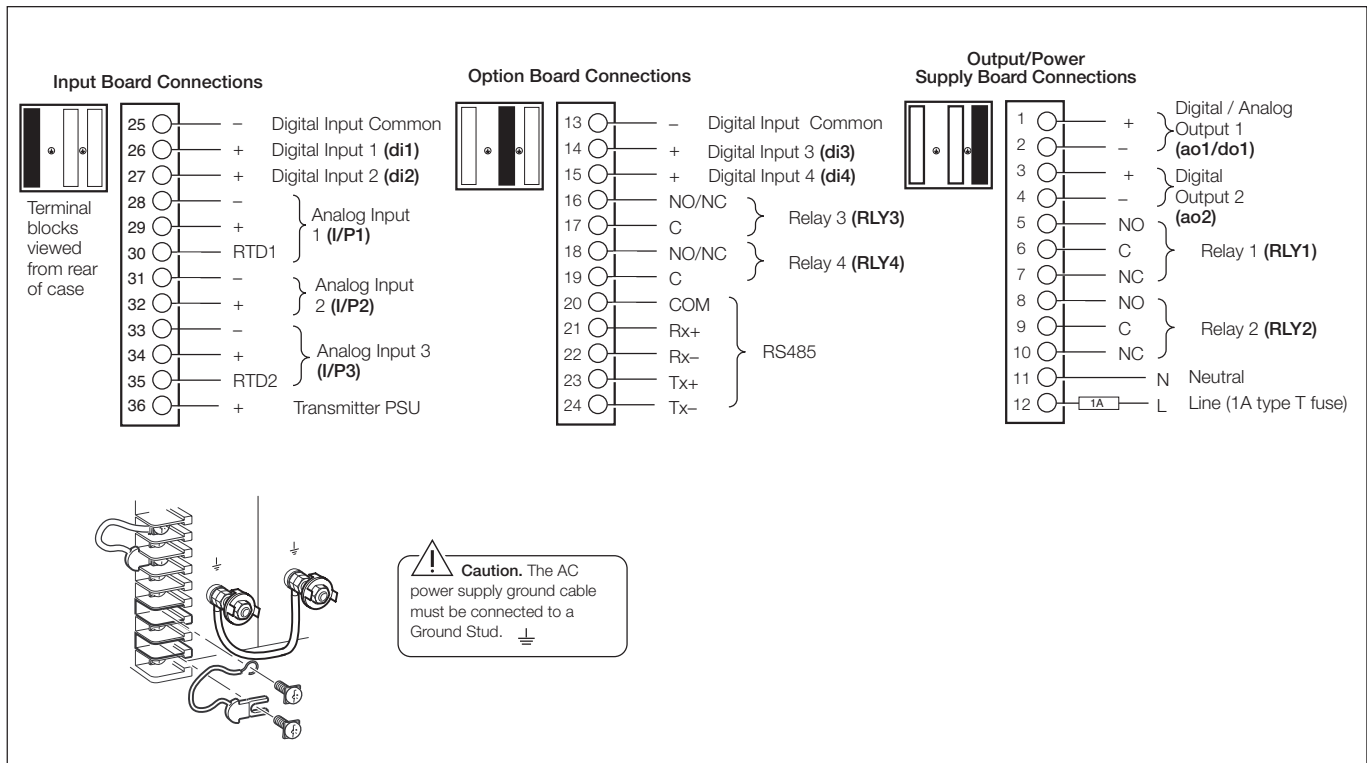 Input Board Connections
25 – Digital Input Common
26 + Digital Input 1 (di1)
27 + Digital Input 2 (di2)
28 –
29 +
30 RTD1
Analog Input
1 (I/P1)
31 –
32 +
Analog Input
2 (I/P2)
33 –
34 +
35 RTD2
Analog Input 3
(I/P3)
36 + Transmitter PSU
Terminal
blocks
viewed
from rear
of case
Option Board Connections
13 – Digital Input Common
14 + Digital Input 3 (di3)
15 + Digital Input 4 (di4)
16 NO/NC
17 C
Relay 3 (RLY3)
18 NO/NC
19 C
Relay 4 (RLY4)
20 COM
21 Rx+
22 Rx–
23 Tx+
24 Tx–
RS485
Output/Power
Supply Board Connections
1 +
2 –
Digital / Analog
Output 1
(ao1/do1)
3 +
4 –
Digital
Output 2
(ao2)
5 NO
6 C
7 NC
Relay 1 (RLY1)
8 NO
9 C
10 NC
Relay 2 (RLY2)
11 N Neutral
12 1A L Line (1A type T fuse)
Caution. The AC
power supply ground cable
must be connected to a
Ground Stud.